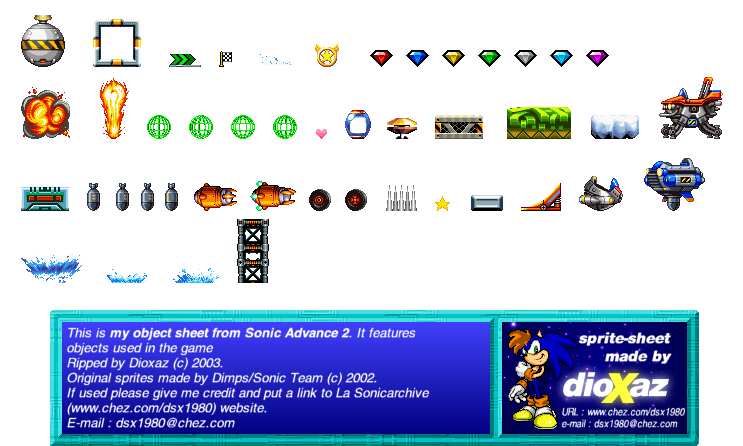 This is my object sheet from Sonic Advance 2. It features
objects used in the game
Ripped by Dioxaz (c) 2003.
Original sprites made by Dimps/Sonic Team (c) 2002.
If used please give me credit and put a link to La Sonicarchive
(www.chez.com/dsx1980) website.
E-mail : dsx1980@chez.com
sprite-sheet
made by
dioXaz
URL : www.chez.com/dsx1980
e-mail : dsx1980@chez.com